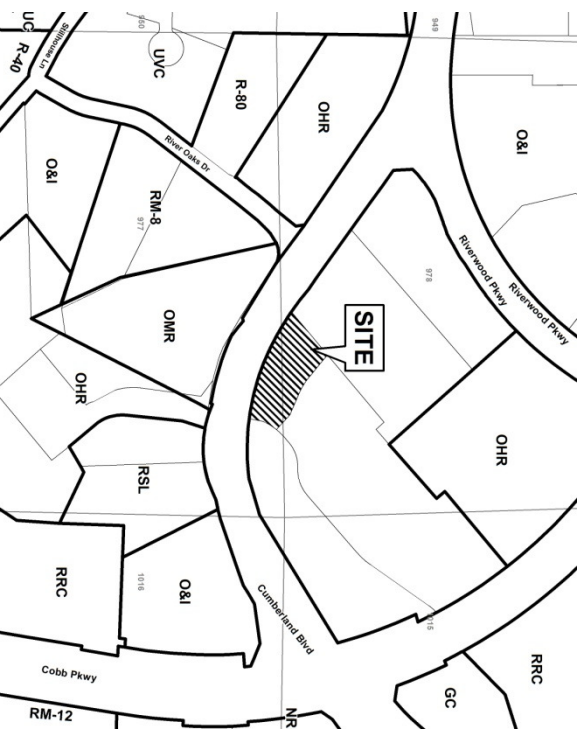 UC
R-40
Stillhouse Ln
960
UVC
R-80
OHR
949
O&I
River Oaks Dr
O&I
RM-8
977
978
Riverwood Pkwy
Riverwood Pkwy
SITE
OMR
OHR
OHR
RSL
RRC
1016
O&I
Cumberland Blvd
1015
RRC
Cobb Pkwy
GC
RM-12
NR